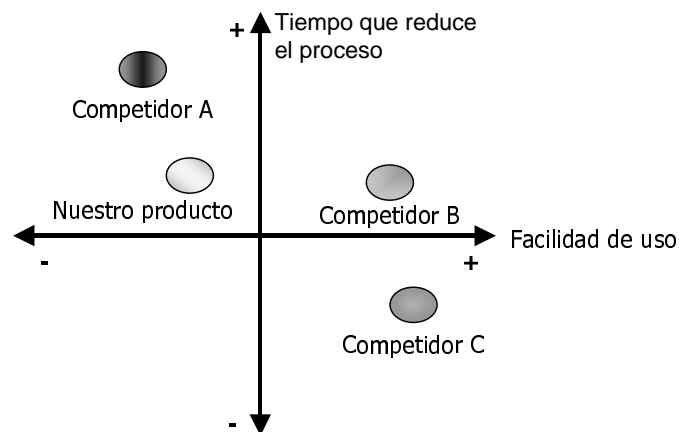 +
Tiempo que reduce
el proceso
Competidor A
Nuestro producto
Competidor B
Facilidad de uso
-
+
Competidor C
-